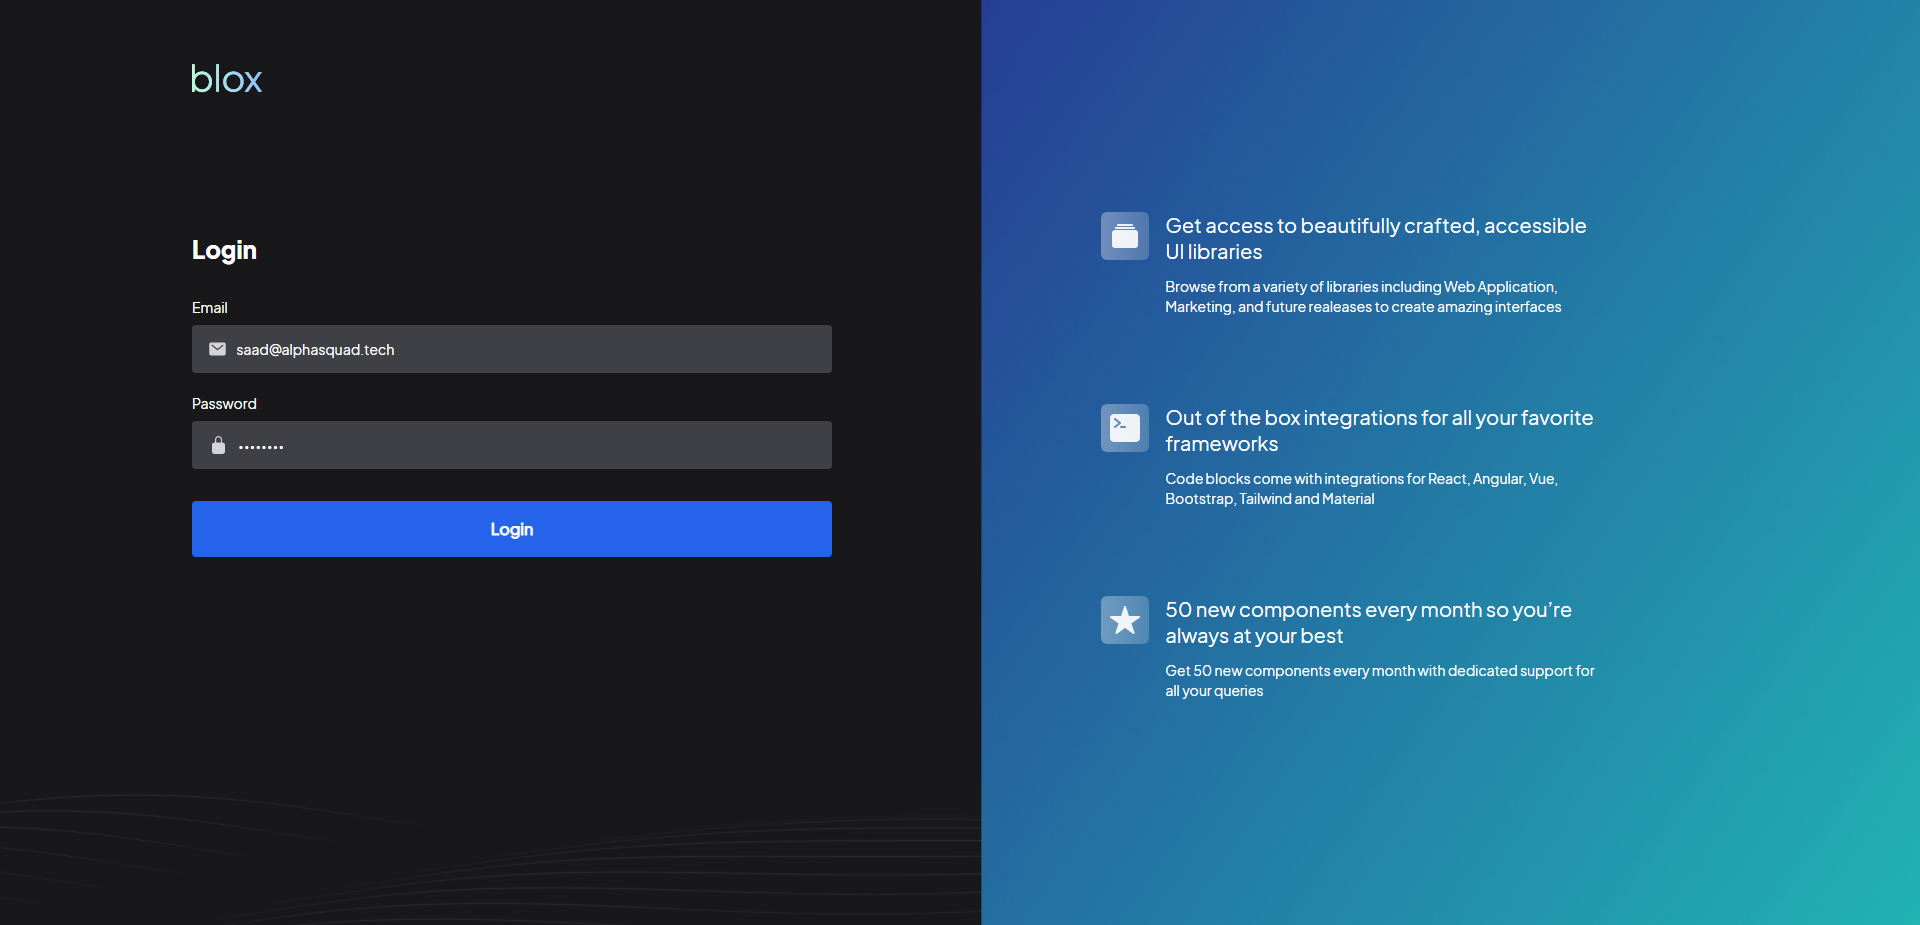 blox
Login
Email
saad@alphasquad.tech
Password
••••••••
Login
Get access to beautifully crafted, accessible
UI libraries
Browse from a variety of libraries including Web Application,
Marketing, and future realeases to create amazing interfaces
Out of the box integrations for all your favorite
frameworks
Code blocks come with integrations for React, Angular, Vue,
Bootstrap, Tailwind and Material
50 new components every month so you’re
always at your best
Get 50 new components every month with dedicated support for
all your queries